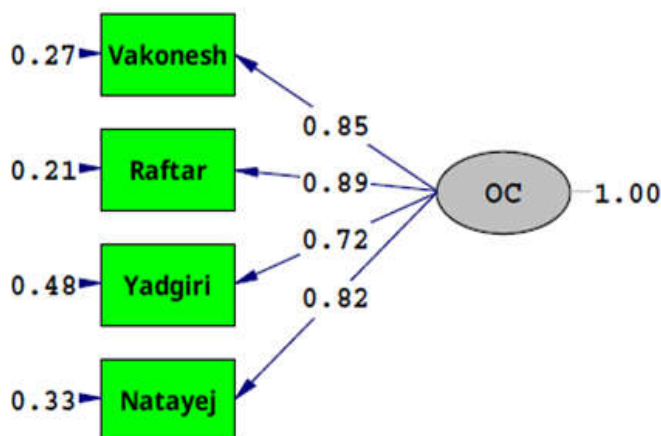 0.27 Vakonesh
0.85
0.21 Raftar
0.89
OC 1.00
0.72
0.48 Yadgiri
0.82
0.33 Natayej